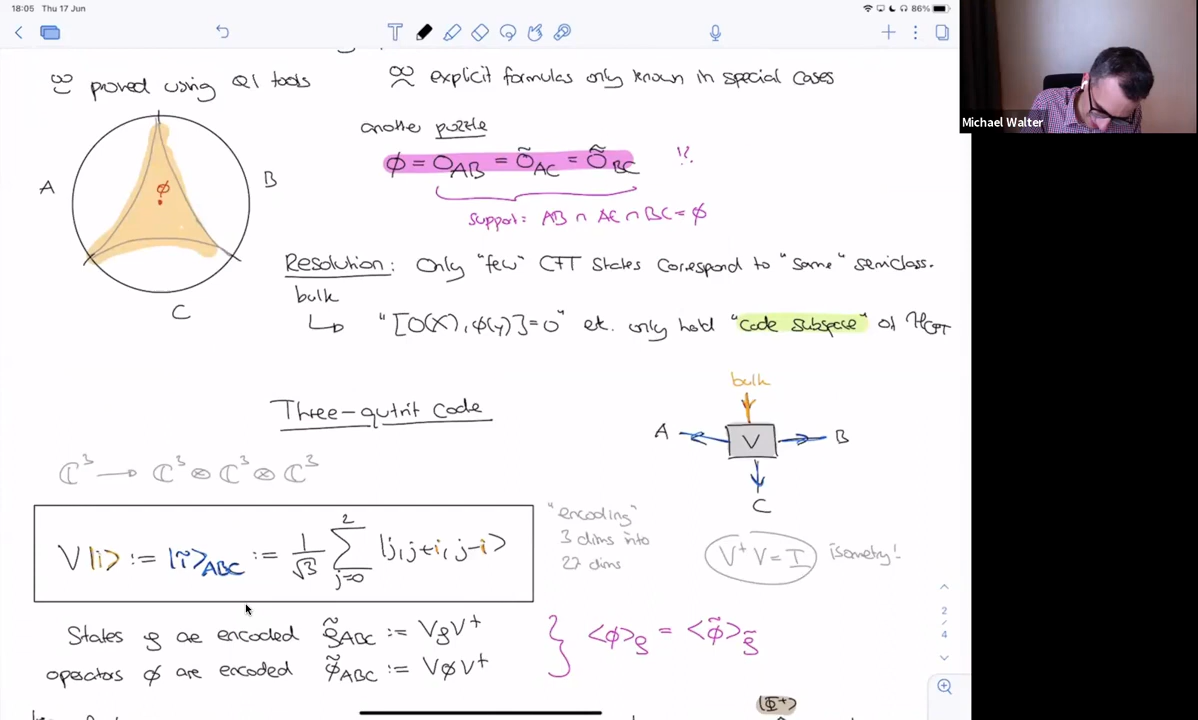 18:05 Thu 17 Jun
86%
Michael Walter
proved using QI tools
explicit formulas only known in special cases
another puzzle
ϕ = O_AB = Õ_AC = Õ̃_BC !?
support: AB ∩ AC ∩ BC = ∅
A
B
ϕ
C
Resolution: Only "few" CFT states correspond to "same" semiclass.
bulk
↳ "[O(X), ϕ(y)]=0" etc. only hold "code subspace" of H_CFT
Three-qutrit code
bulk
A
V
B
C
ℂ³ → ℂ³ ⊗ ℂ³ ⊗ ℂ³
V|i⟩ := |ĩ⟩_ABC := 1/√3 ∑_{j=0}^{2} |j, j+i, j-i⟩
"encoding"
3 dims into
27 dims
V†V = I isometry!
States ρ are encoded ρ̃_ABC := VρV†
operators ϕ are encoded ϕ̃_ABC := VϕV†
⟨ϕ⟩_ρ = ⟨ϕ̃⟩_ρ̃
2
4
|Φ⁺⟩